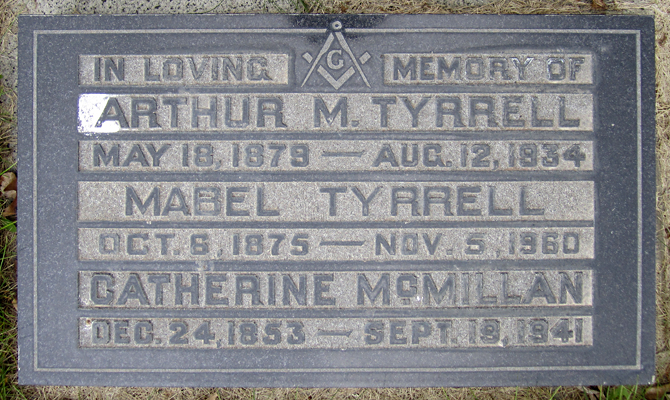 IN LOVING G MEMORY OF
ARTHUR M. TYRRELL
MAY 18, 1879 — AUG. 12, 1934
MABEL TYRRELL
OCT. 6, 1875 — NOV. 5, 1960
CATHERINE McMILLAN
DEC. 24, 1853 — SEPT. 19, 1941